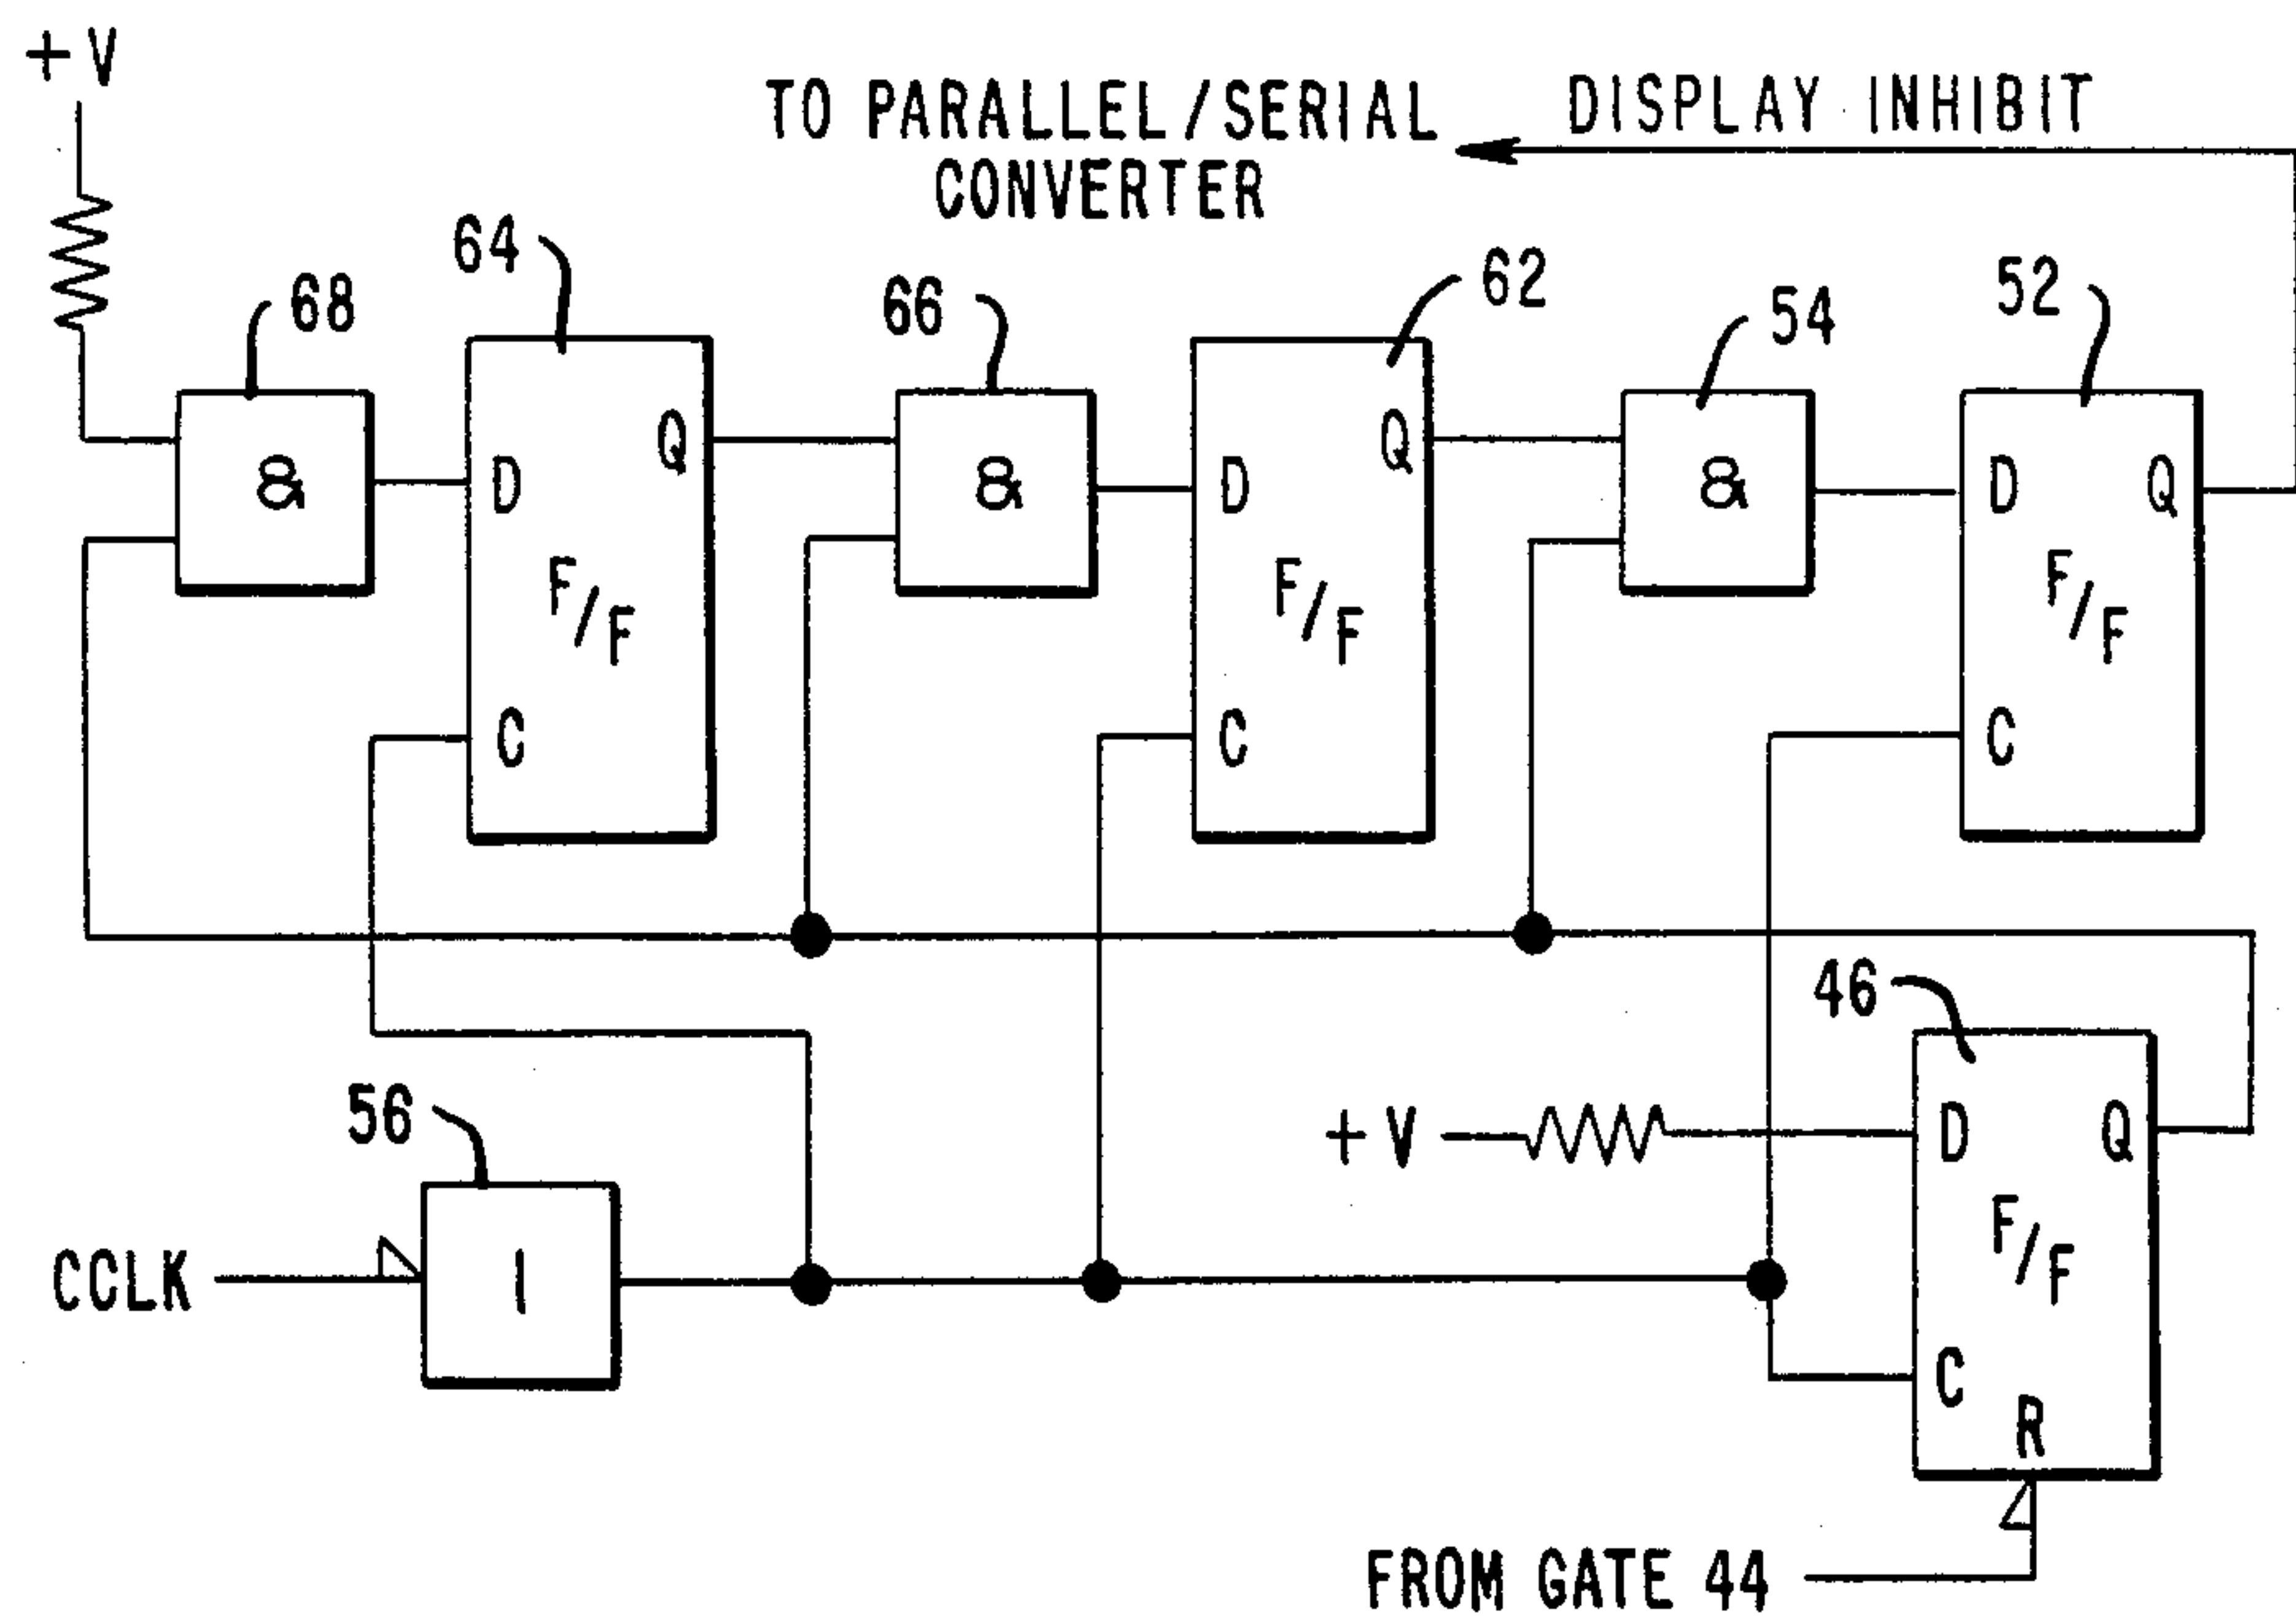 + V
TO PARALLEL/SERIAL
CONVERTER
DISPLAY INHIBIT
68
64
66
62
54
52
&
D
Q
F/F
C
&
D
Q
F/F
C
&
D
Q
F/F
C
46
56
CCLK
1
+ V
D
Q
F/F
C
R
FROM GATE 44